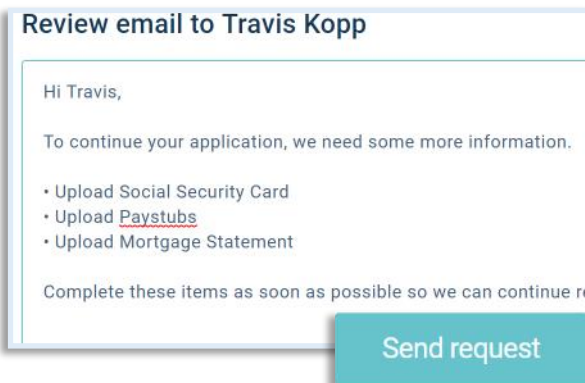 Review email to Travis Kopp
Hi Travis,
To continue your application, we need some more information.
• Upload Social Security Card
• Upload Paystubs
• Upload Mortgage Statement
Complete these items as soon as possible so we can continue
Send request